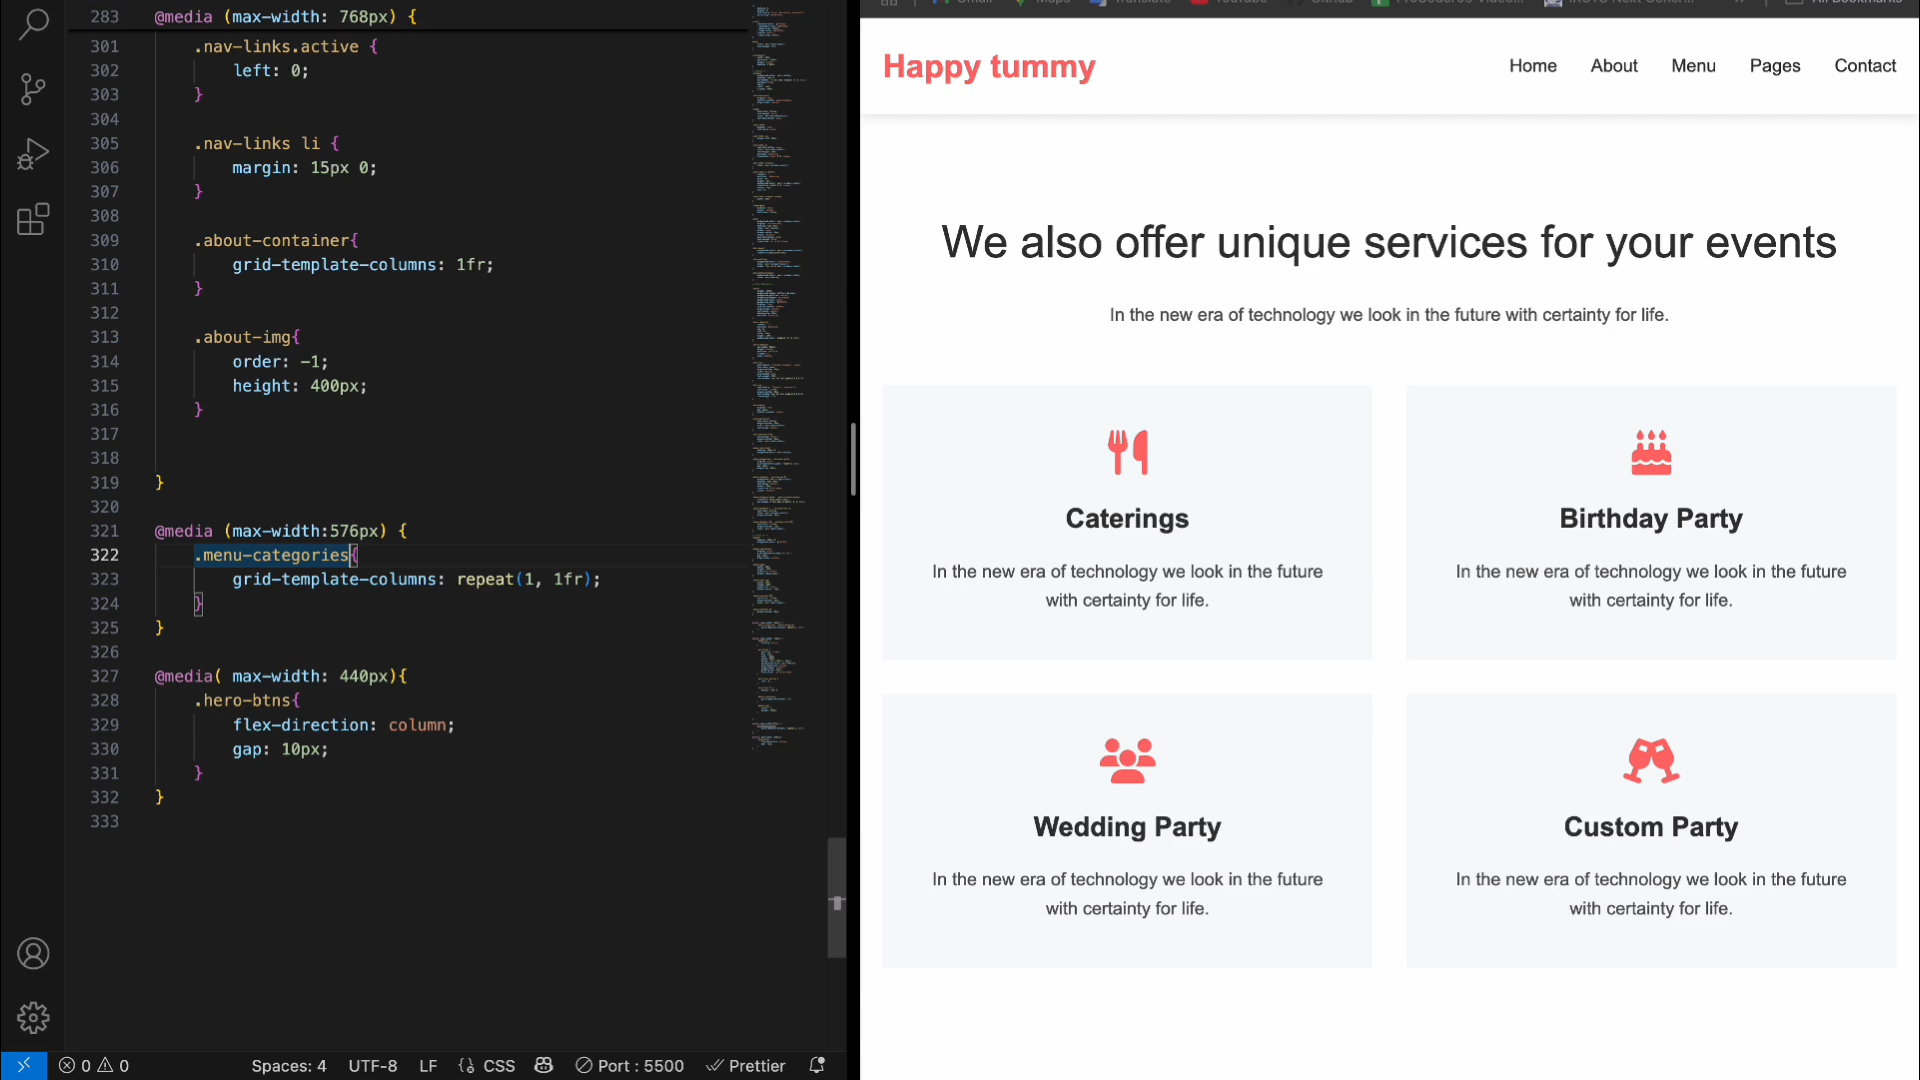 283 @media (max-width: 768px) {
301 .nav-links.active {
302 left: 0;
303 }
304
305 .nav-links li {
306 margin: 15px 0;
307 }
308
309 .about-container{
310 grid-template-columns: 1fr;
311 }
312
313 .about-img{
314 order: -1;
315 height: 400px;
316 }
317
318
319 }
320
321 @media (max-width:576px) {
322 .menu-categories{
323 grid-template-columns: repeat(1, 1fr);
324 }
325 }
326
327 @media( max-width: 440px){
328 .hero-btns{
329 flex-direction: column;
330 gap: 10px;
331 }
332 }
333
0 0 Spaces: 4 UTF-8 LF {} CSS Port : 5500 Prettier
Happy tummy
Home About Menu Pages Contact
We also offer unique services for your events
In the new era of technology we look in the future with certainty for life.
Caterings
In the new era of technology we look in the future
with certainty for life.
Birthday Party
In the new era of technology we look in the future
with certainty for life.
Wedding Party
In the new era of technology we look in the future
with certainty for life.
Custom Party
In the new era of technology we look in the future
with certainty for life.